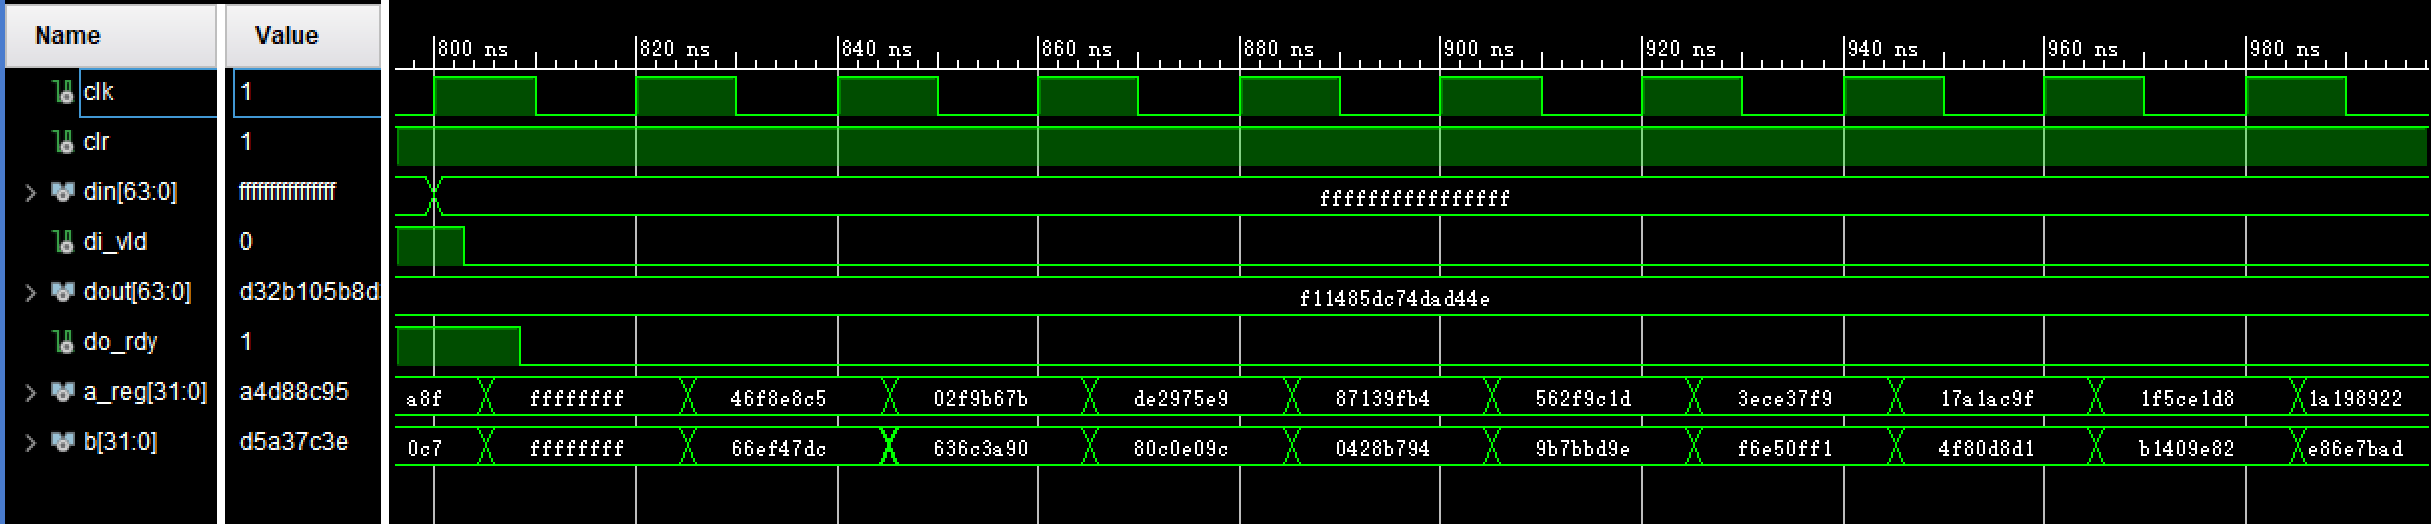 Name Value
800 ns 820 ns 840 ns 860 ns 880 ns 900 ns 920 ns 940 ns 960 ns 980 ns
clk 1
clr 1
din[63:0] ffffffffffffffff ffffffffffffffff
di_vld 0
dout[63:0] d32b105b8d f11485dc74dad44e
do_rdy 1
a_reg[31:0] a4d88c95 a8f ffffffff 46f8e8c5 02f9b67b de2975e9 87139fb4 562f9c1d 3ece37f9 17a1ac9f 1f5ce1d8 1a198922
b[31:0] d5a37c3e 0c7 ffffffff 66ef47dc 636c3a90 80c0e09c 0428b794 9b7bbd9e f6e50ff1 4f80d8d1 b1409e82 e86e7bad